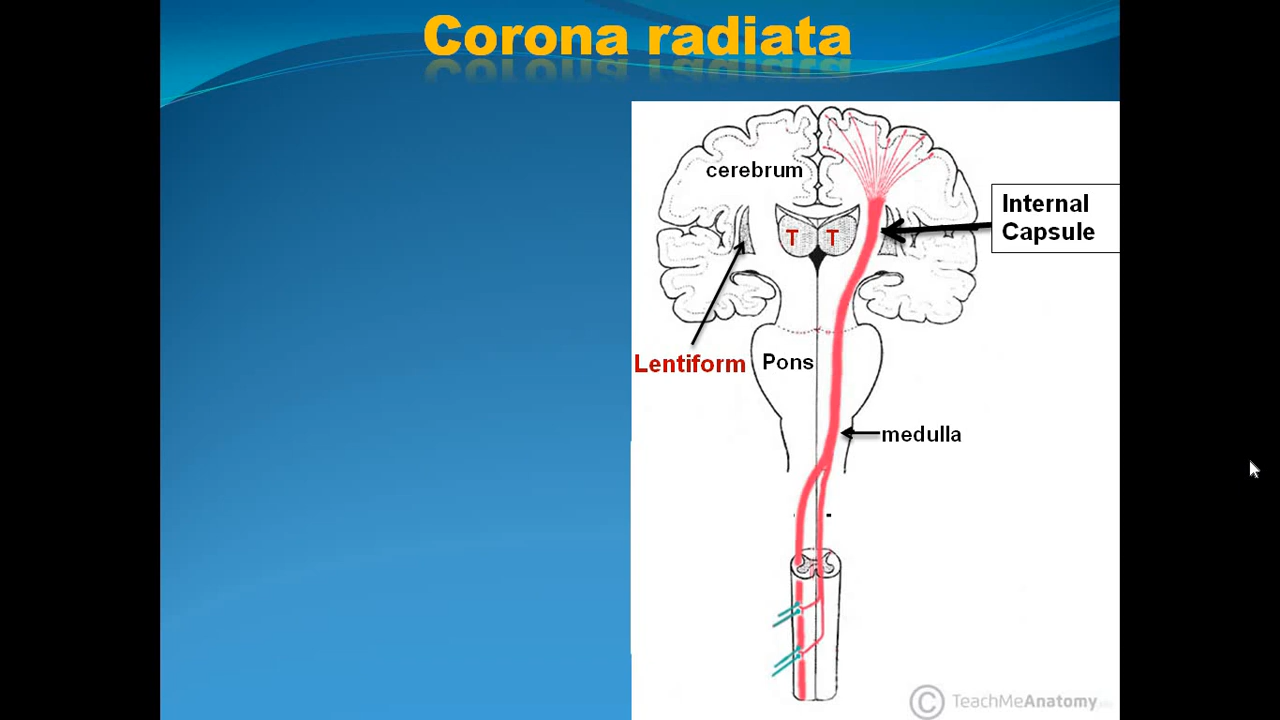 Corona radiata
cerebrum
Internal
Capsule
T T
Lentiform
Pons
medulla
© TeachMeAnatomy